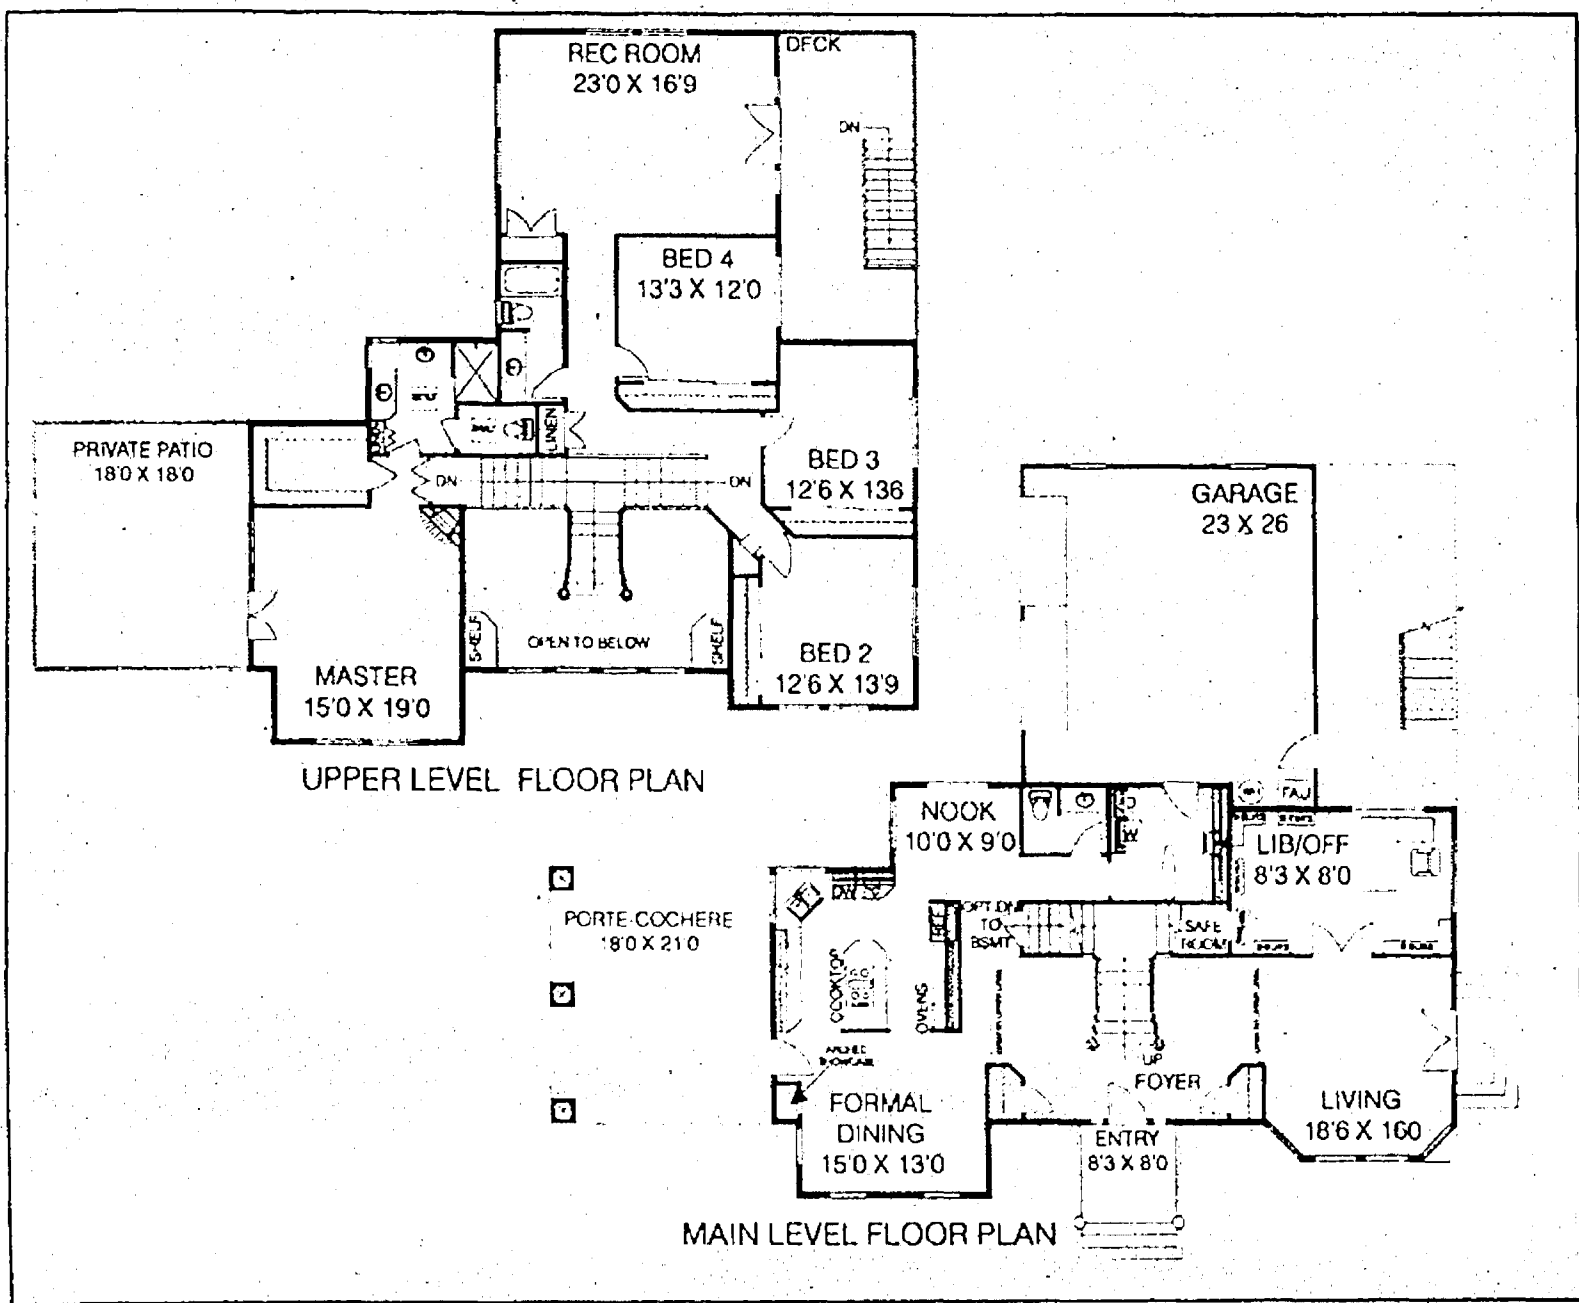 REC ROOM
23'0 X 16'9
DECK
DN
BED 4
13'3 X 12'0
LINEN
PRIVATE PATIO
18'0 X 18'0
DN
DN
BED 3
12'6 X 136
SHELF
OPEN TO BELOW
SHELF
MASTER
15'0 X 19'0
BED 2
12'6 X 13'9
UPPER LEVEL FLOOR PLAN
GARAGE
23 X 26
FAU
NOOK
10'0 X 9'0
D
W
LIB/OFF
8'3 X 8'0
DW
PORTE-COCHERE
18'0 X 21'0
REF
OPTION
TO
BSMT
SAFE
ROOM
COOKTOP
OVENS
ARCHED
SHOWCASE
UP
FOYER
FORMAL
DINING
15'0 X 13'0
ENTRY
8'3 X 8'0
LIVING
18'6 X 160
MAIN LEVEL FLOOR PLAN